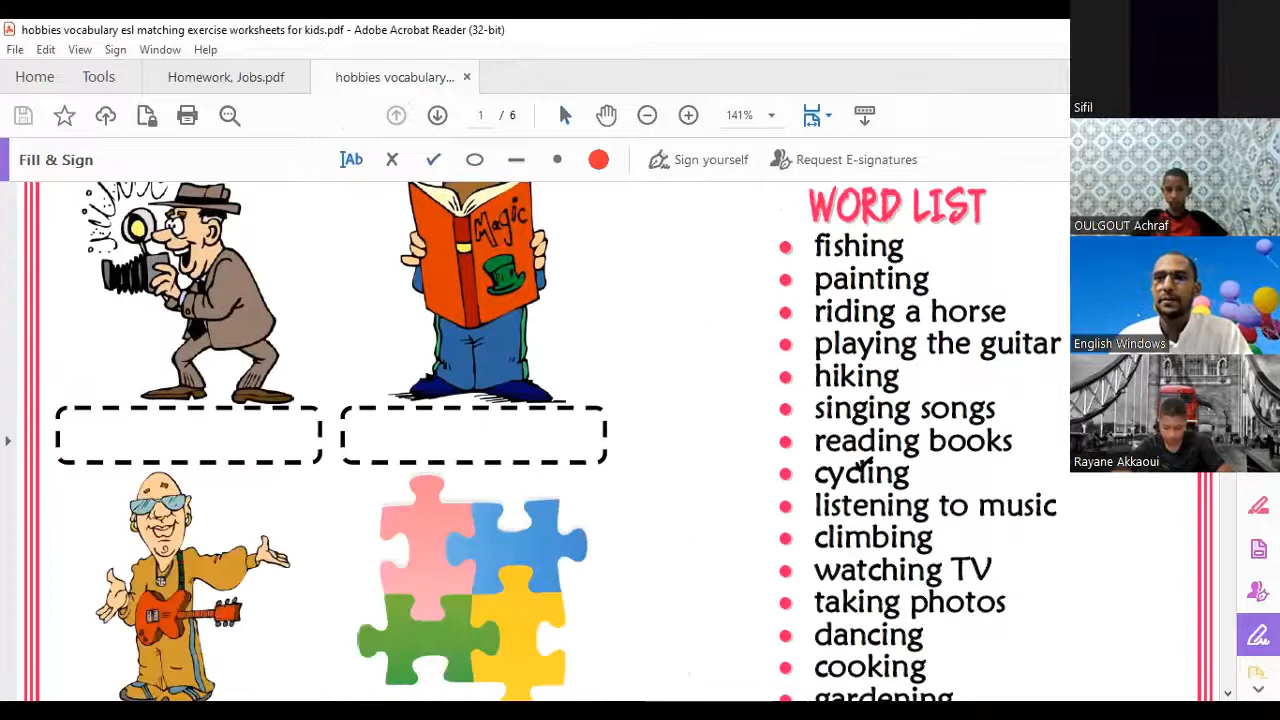 hobbies vocabulary esl matching exercise worksheets for kids.pdf - Adobe Acrobat Reader (32-bit)
File Edit View Sign Window Help
Home Tools Homework, Jobs.pdf hobbies vocabulary... ×
1 / 6 141%
Fill & Sign Ab Sign yourself Request E-signatures
Sifil
OULGOUT Achraf
English Windows
Rayane Akkaoui
Magic
WORD LIST
fishing
painting
riding a horse
playing the guitar
hiking
singing songs
reading books
cycling
listening to music
climbing
watching TV
taking photos
dancing
cooking
gardening